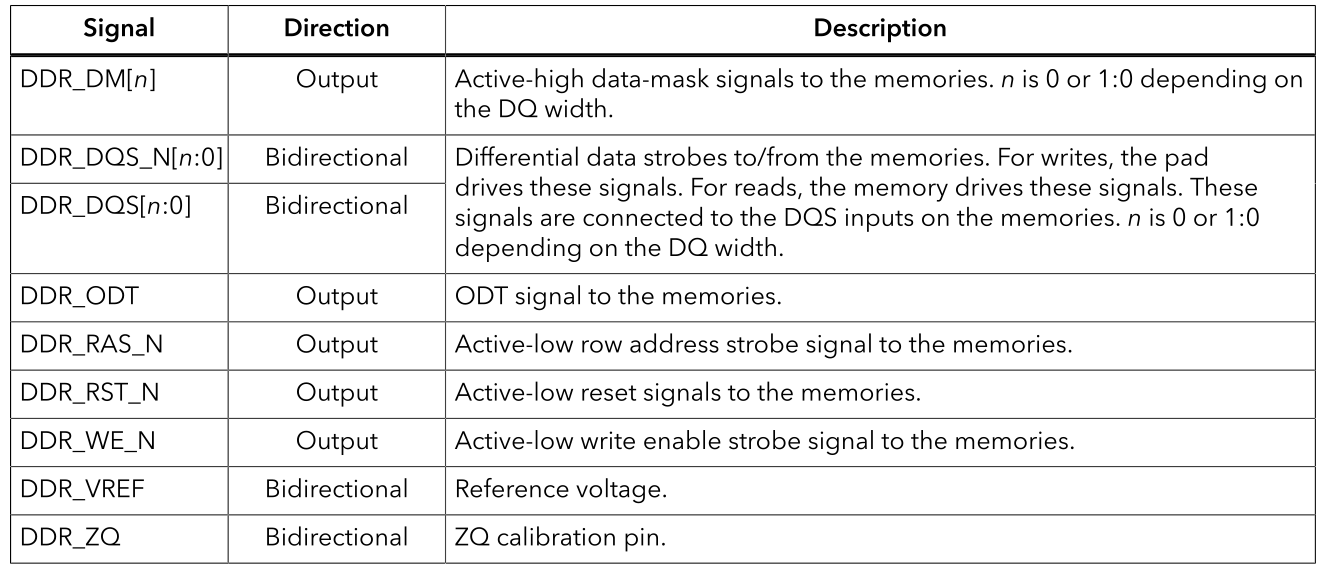 Signal Direction Description
DDR_DM[n] Output Active-high data-mask signals to the memories. n is 0 or 1:0 depending on
the DQ width.
DDR_DQS_N[n:0] Bidirectional Differential data strobes to/from the memories. For writes, the pad
drives these signals. For reads, the memory drives these signals. These
DDR_DQS[n:0] Bidirectional signals are connected to the DQS inputs on the memories. n is 0 or 1:0
depending on the DQ width.
DDR_ODT Output ODT signal to the memories.
DDR_RAS_N Output Active-low row address strobe signal to the memories.
DDR_RST_N Output Active-low reset signals to the memories.
DDR_WE_N Output Active-low write enable strobe signal to the memories.
DDR_VREF Bidirectional Reference voltage.
DDR_ZQ Bidirectional ZQ calibration pin.